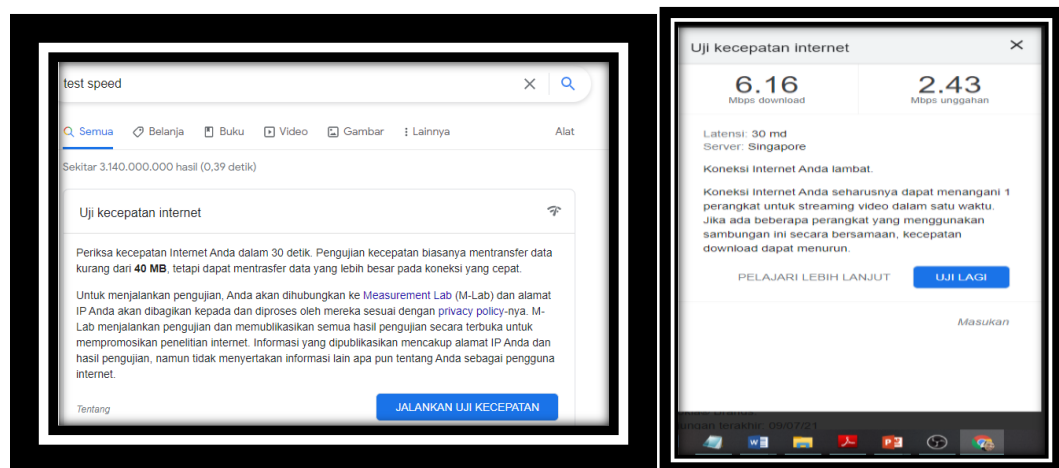 test speed
Semua Belanja Buku Video Gambar Lainnya Alat
Sekitar 3.140.000.000 hasil (0,39 detik)
Uji kecepatan internet
Periksa kecepatan Internet Anda dalam 30 detik. Pengujian kecepatan biasanya mentransfer data
kurang dari 40 MB, tetapi dapat mentrasfer data yang lebih besar pada koneksi yang cepat.
Untuk menjalankan pengujian, Anda akan dihubungkan ke Measurement Lab (M-Lab) dan alamat
IP Anda akan dibagikan kepada dan diproses oleh mereka sesuai dengan privacy policy-nya. M-
Lab menjalankan pengujian dan memublikasikan semua hasil pengujian secara terbuka untuk
mempromosikan penelitian internet. Informasi yang dipublikasikan mencakup alamat IP Anda dan
hasil pengujian, namun tidak menyertakan informasi lain apa pun tentang Anda sebagai pengguna
internet.
Tentang
JALANKAN UJI KECEPATAN
Uji kecepatan internet
6.16 2.43
Mbps download Mbps unggahan
Latensi: 30 md
Server: Singapore
Koneksi Internet Anda lambat.
Koneksi Internet Anda seharusnya dapat menangani 1
perangkat untuk streaming video dalam satu waktu.
Jika ada beberapa perangkat yang menggunakan
sambungan ini secara bersamaan, kecepatan
download dapat menurun.
PELAJARI LEBIH LANJUT UJI LAGI
Masukan
terakhir: 09/07/21